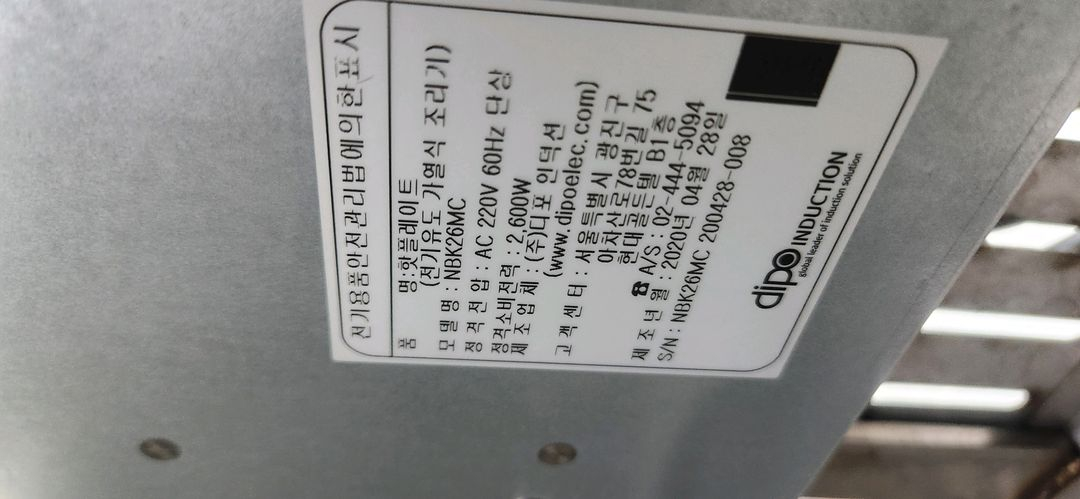 전기용품안전관리법에의한표시
품 명:핫플레이트
(전기유도 가열식 조리기)
모 델 명 : NBK26MC
정 격 전 압 : AC 220V 60Hz 단상
정격소비전력 : 2,600W
제 조 업 체 : (주)디포 인덕션
(www.dipoelec.com)
고 객 센 터 : 서울특별시 광진구
아차산로78번길 75
현대골든텔 B1층
☎ A/S : 02-444-5094
제 조 년 월 : 2020년 04월 28일
S/N : NBK26MC 200428-008
dipo INDUCTION
global leader of induction solution